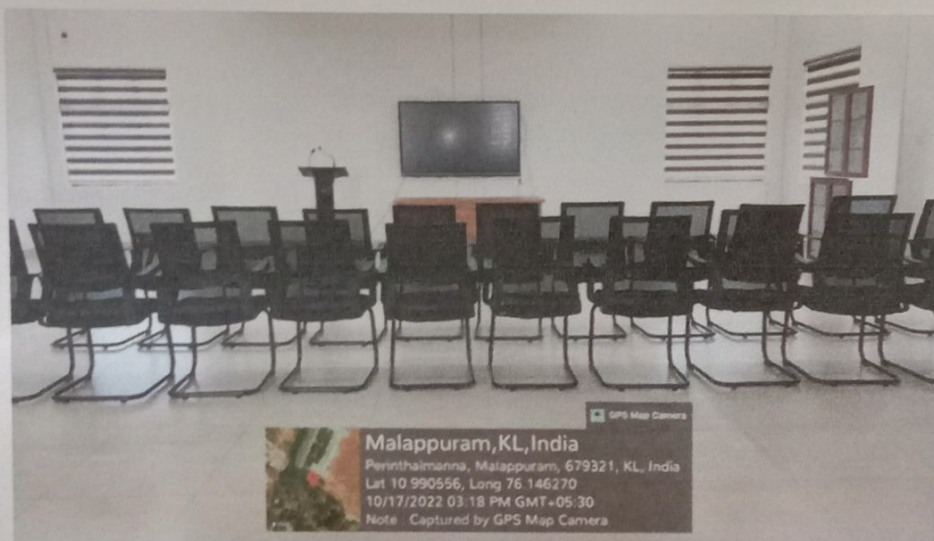 GPS Map Camera
Malappuram,KL,India
Perinthalmanna, Malappuram, 679321, KL, India
Lat 10.990556, Long 76.146270
10/17/2022 03:18 PM GMT+05:30
Note : Captured by GPS Map Camera